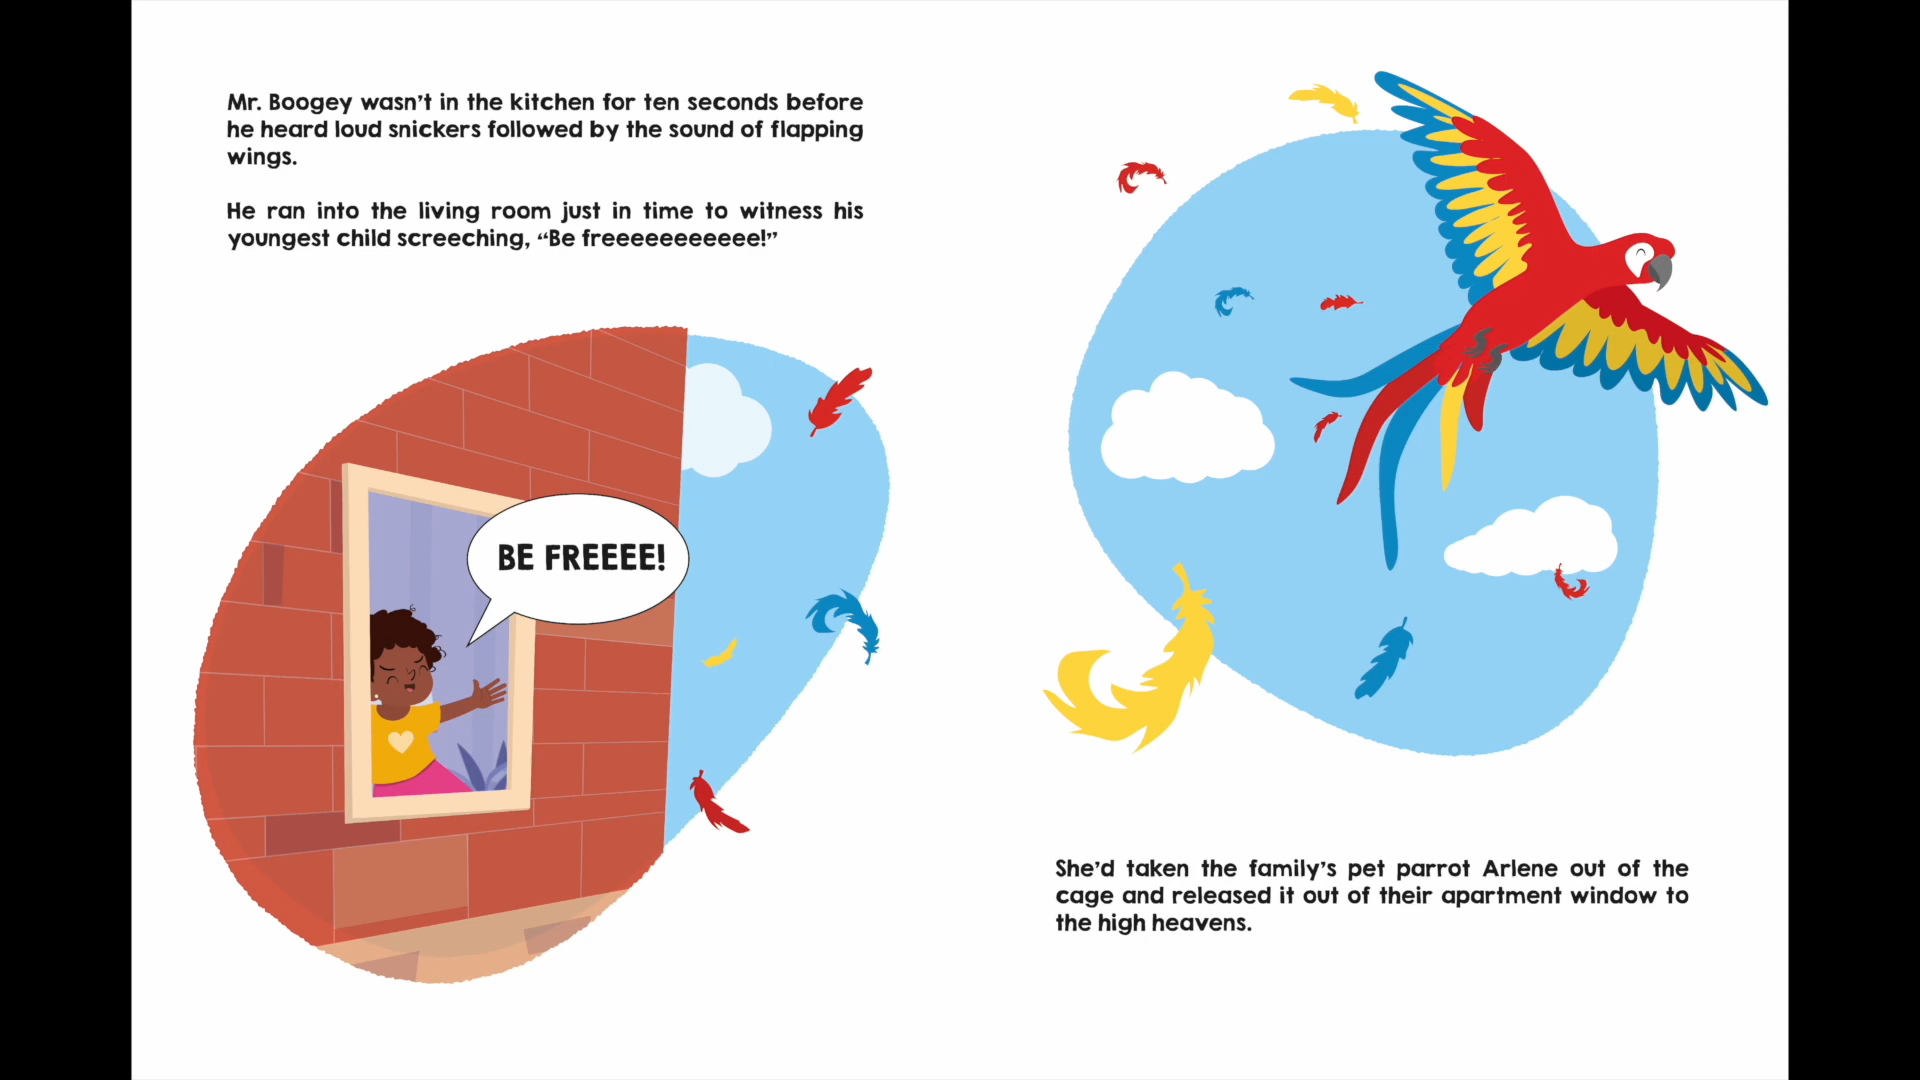 Mr. Boogey wasn't in the kitchen for ten seconds before
he heard loud snickers followed by the sound of flapping
wings.
He ran into the living room just in time to witness his
youngest child screeching, “Be freeeeeeeeeee!”
BE FREEEE!
She'd taken the family's pet parrot Arlene out of the
cage and released it out of their apartment window to
the high heavens.